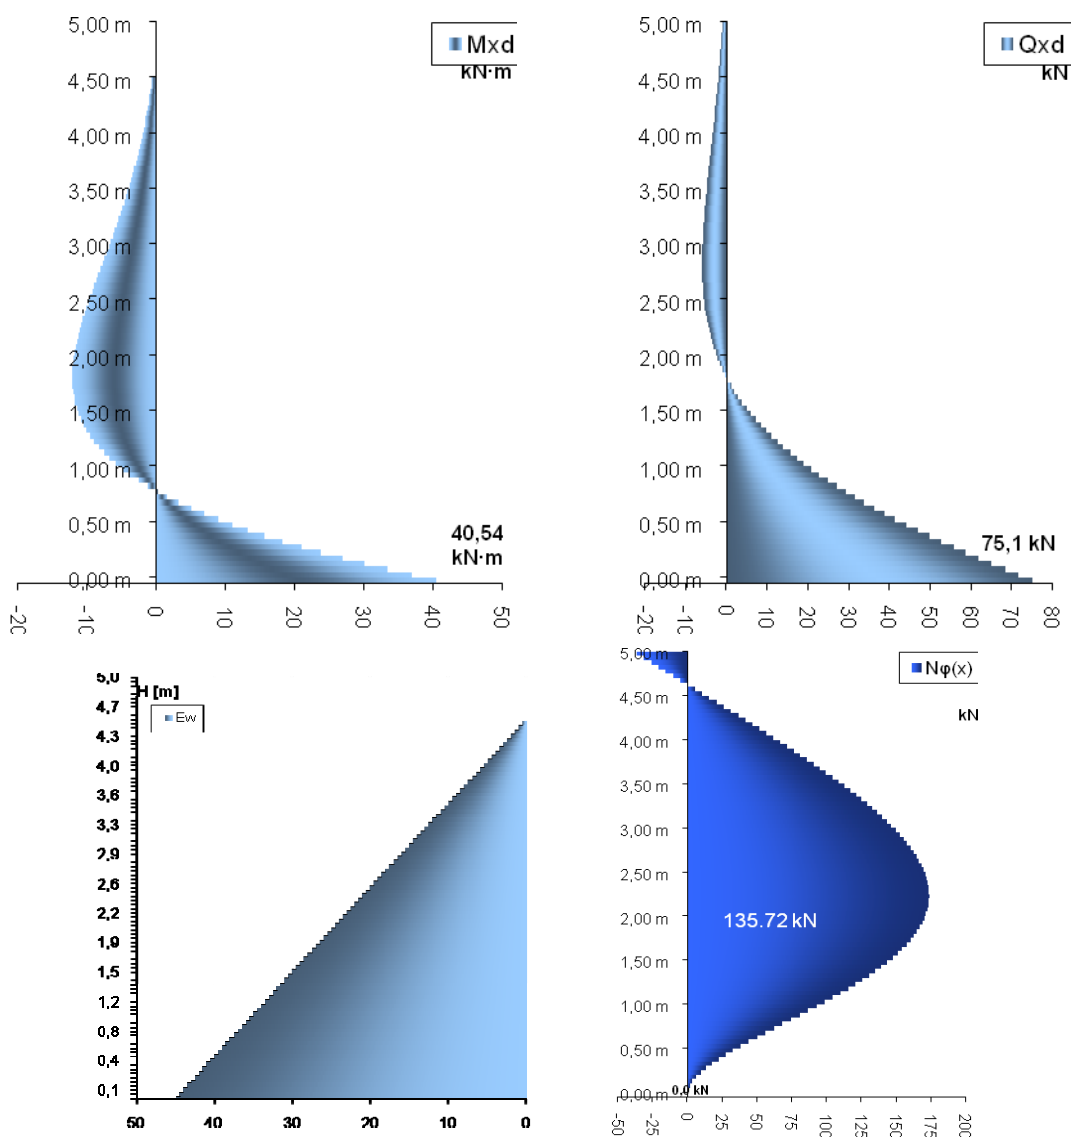 5,00 m
4,50 m
4,00 m
3,50 m
3,00 m
2,50 m
2,00 m
1,50 m
1,00 m
0,50 m
0,00 m
Mxd
kN·m
40,54
kN·m
-20 -10 0 10 20 30 40 50
5,00 m
4,50 m
4,00 m
3,50 m
3,00 m
2,50 m
2,00 m
1,50 m
1,00 m
0,50 m
0,00 m
Qxd
kN
75,1 kN
-20 -10 0 10 20 30 40 50 60 70 80
H [m]
Ew
5,0
4,7
4,3
4,0
3,6
3,3
2,9
2,6
2,2
1,9
1,5
1,2
0,8
0,4
0,1
50 40 30 20 10 0
5,00 m
4,50 m
4,00 m
3,50 m
3,00 m
2,50 m
2,00 m
1,50 m
1,00 m
0,50 m
0,00 m
Nφ(x)
kN
135.72 kN
0,0 kN
-50 -25 0 25 50 75 100 125 150 175 200